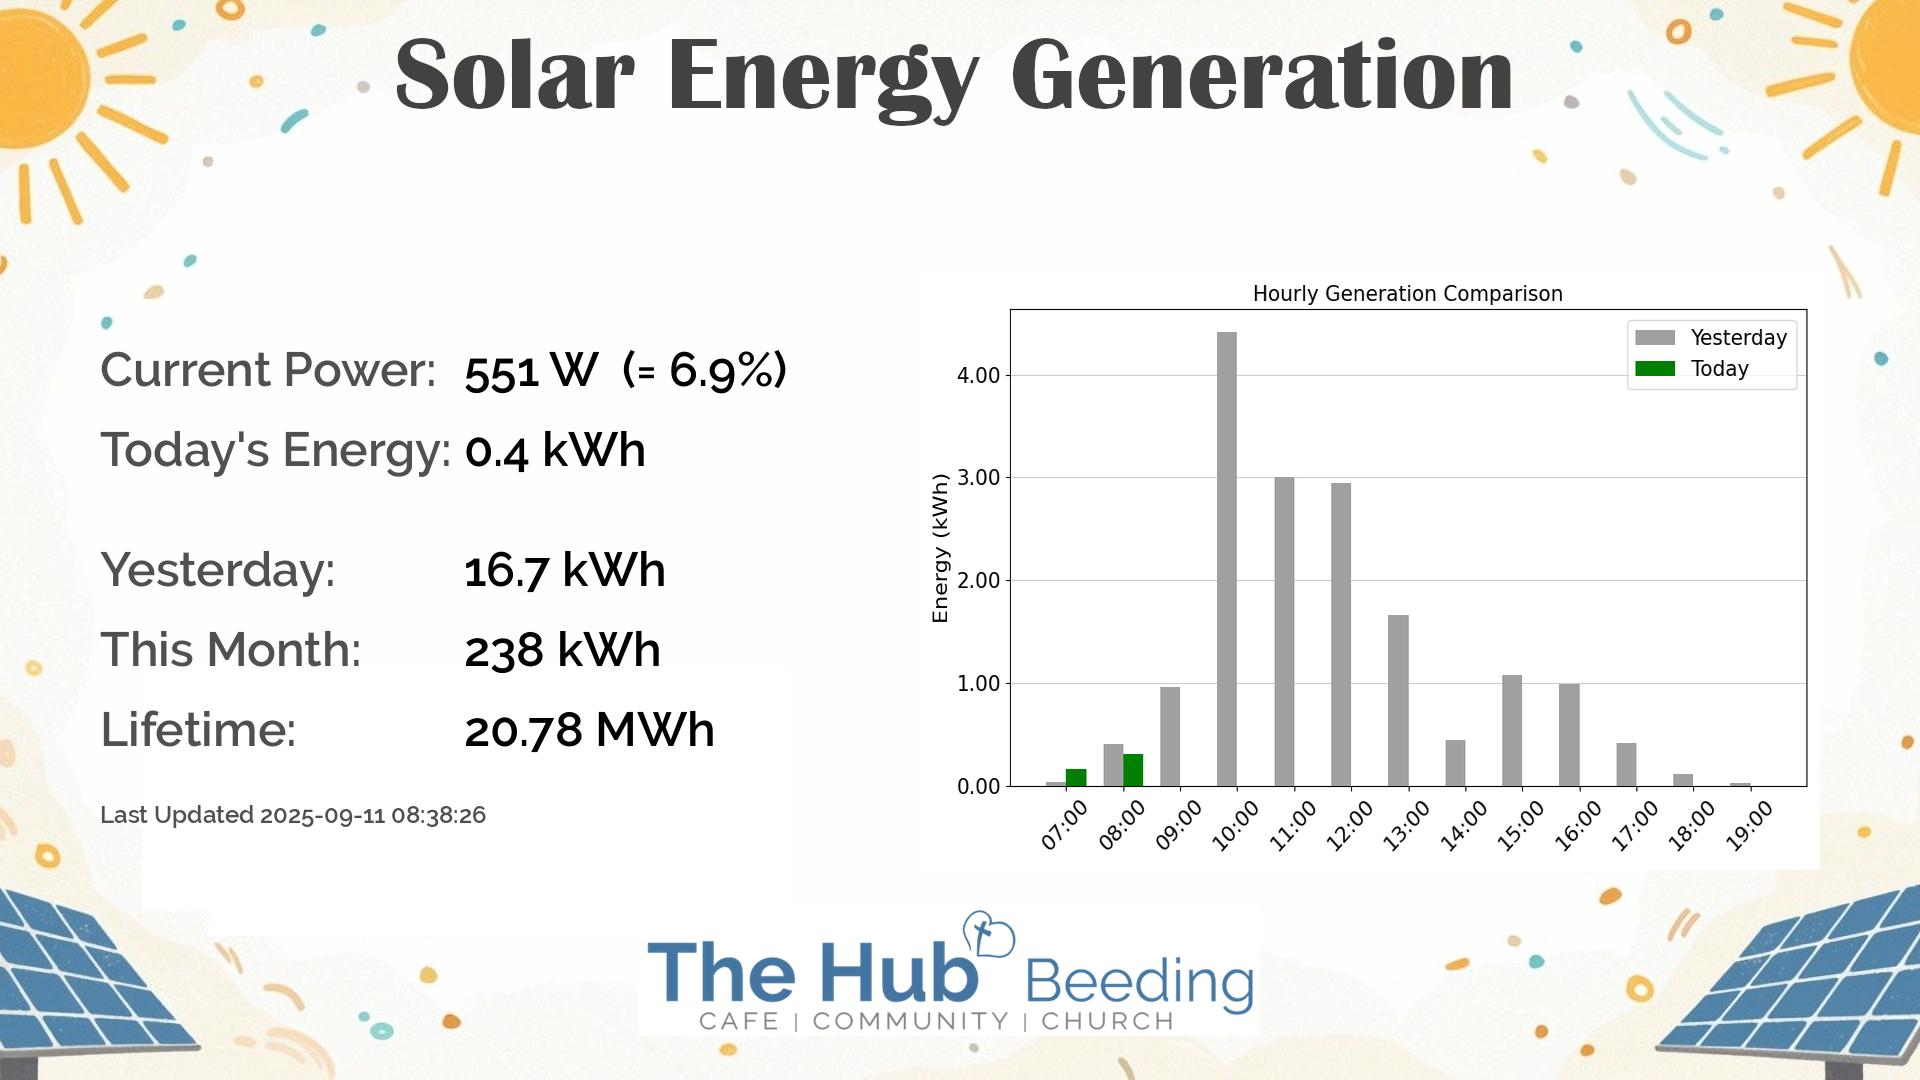 Solar Energy Generation
Current Power: 551 W (= 6.9%)
Today's Energy: 0.4 kWh
Yesterday: 16.7 kWh
This Month: 238 kWh
Lifetime: 20.78 MWh
Last Updated 2025-09-11 08:38:26
Hourly Generation Comparison
Yesterday
Today
Energy (kWh)
4.00
3.00
2.00
1.00
0.00
07:00 08:00 09:00 10:00 11:00 12:00 13:00 14:00 15:00 16:00 17:00 18:00 19:00
The Hub Beeding
CAFE | COMMUNITY | CHURCH